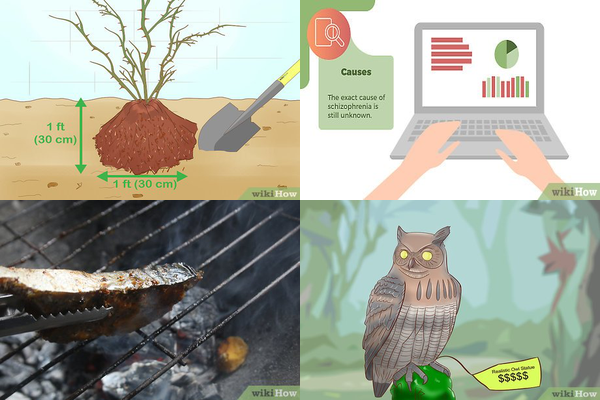 1 ft
(30 cm)
1 ft (30 cm)
wikiHow
Causes
The exact cause of
schizophrenia is
still unknown.
wikiHow
wikiHow
Realistic Owl Statue
$$$$$
wikiHow